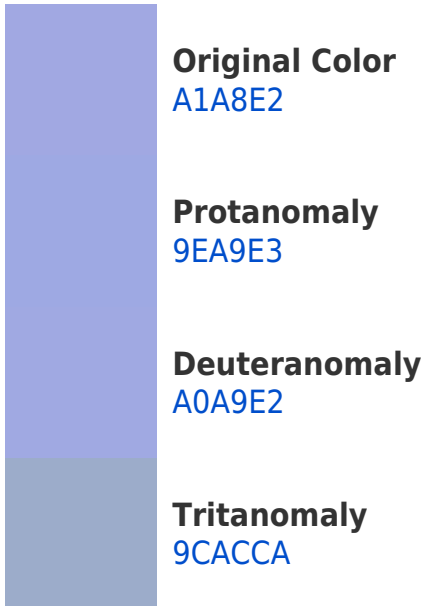 Original Color
A1A8E2
Protanomaly
9EA9E3
Deuteranomaly
A0A9E2
Tritanomaly
9CACCA